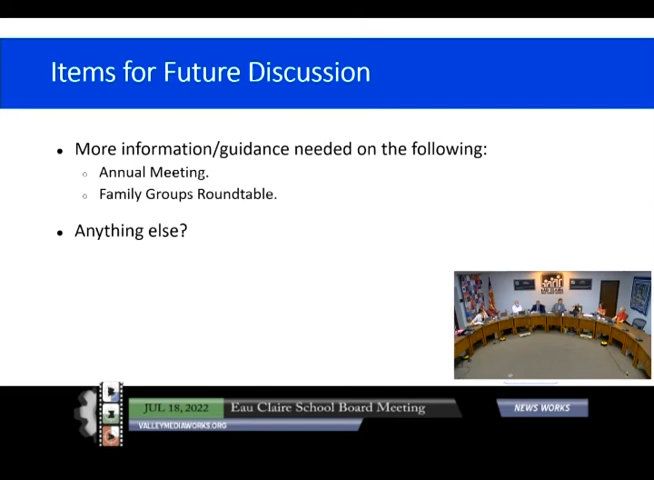 Items for Future Discussion
More information/guidance needed on the following:
Annual Meeting.
Family Groups Roundtable.
Anything else?
JUL 18, 2022 Eau Claire School Board Meeting NEWS WORKS
VALLEYMEDIAWORKS.ORG